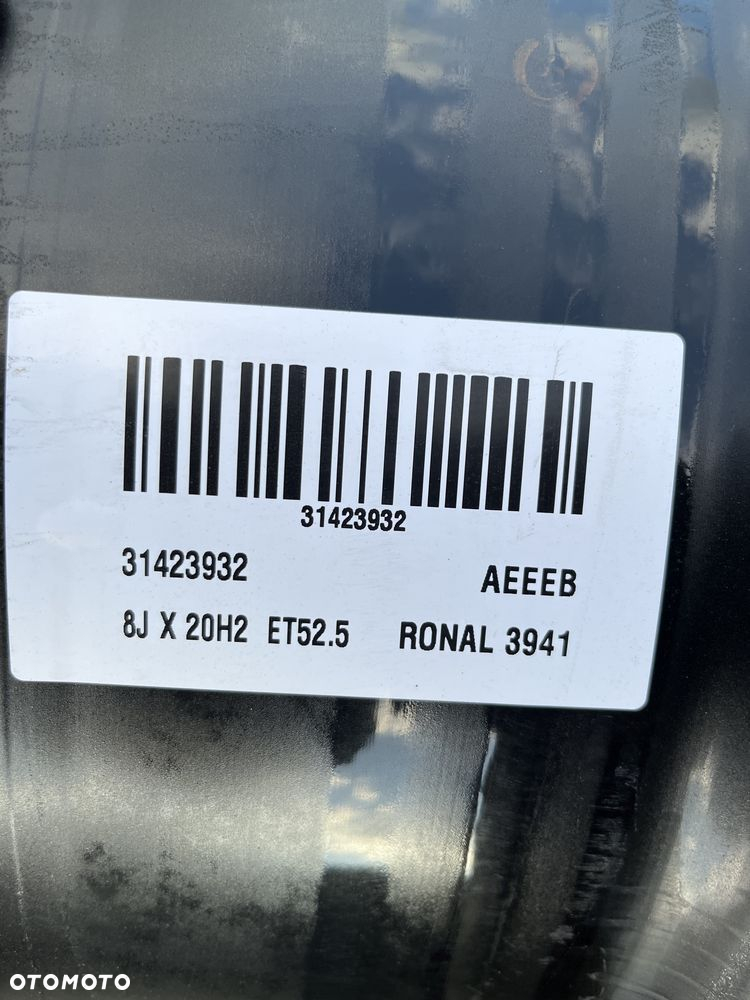 31423932
31423932 AEEEB
8J X 20H2 ET52.5 RONAL 3941
OTOMOTO